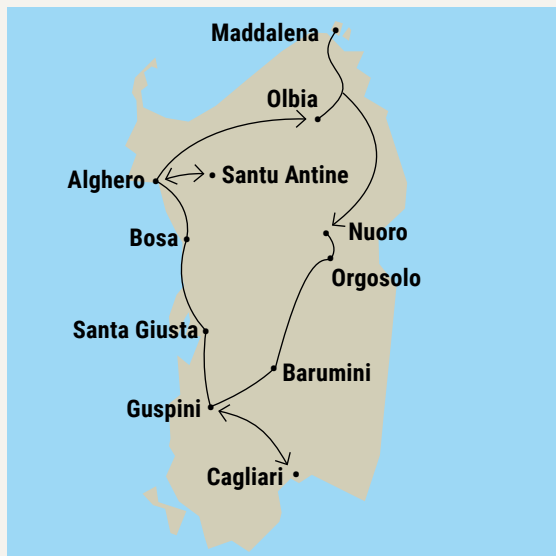 Maddalena
Olbia
Alghero
Santu Antine
Bosa
Nuoro
Orgosolo
Santa Giusta
Barumini
Guspini
Cagliari